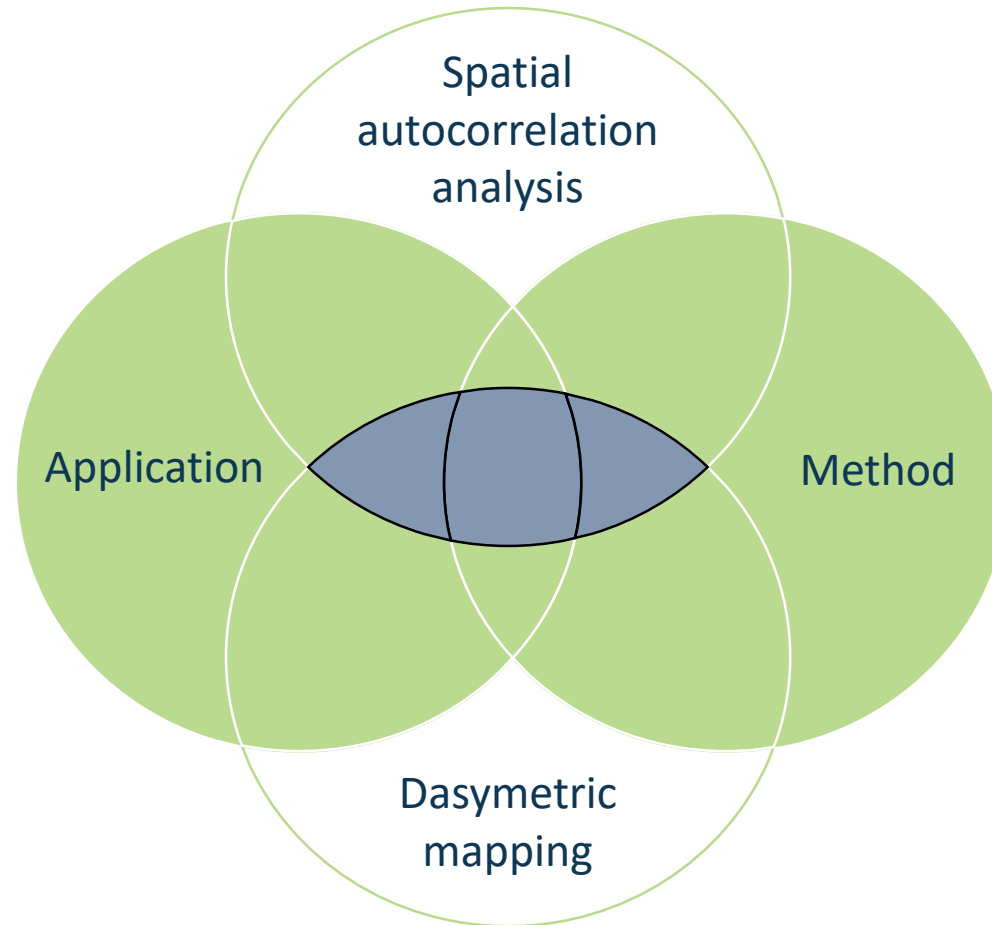 Spatial
autocorrelation
analysis
Application
Method
Dasymetric
mapping